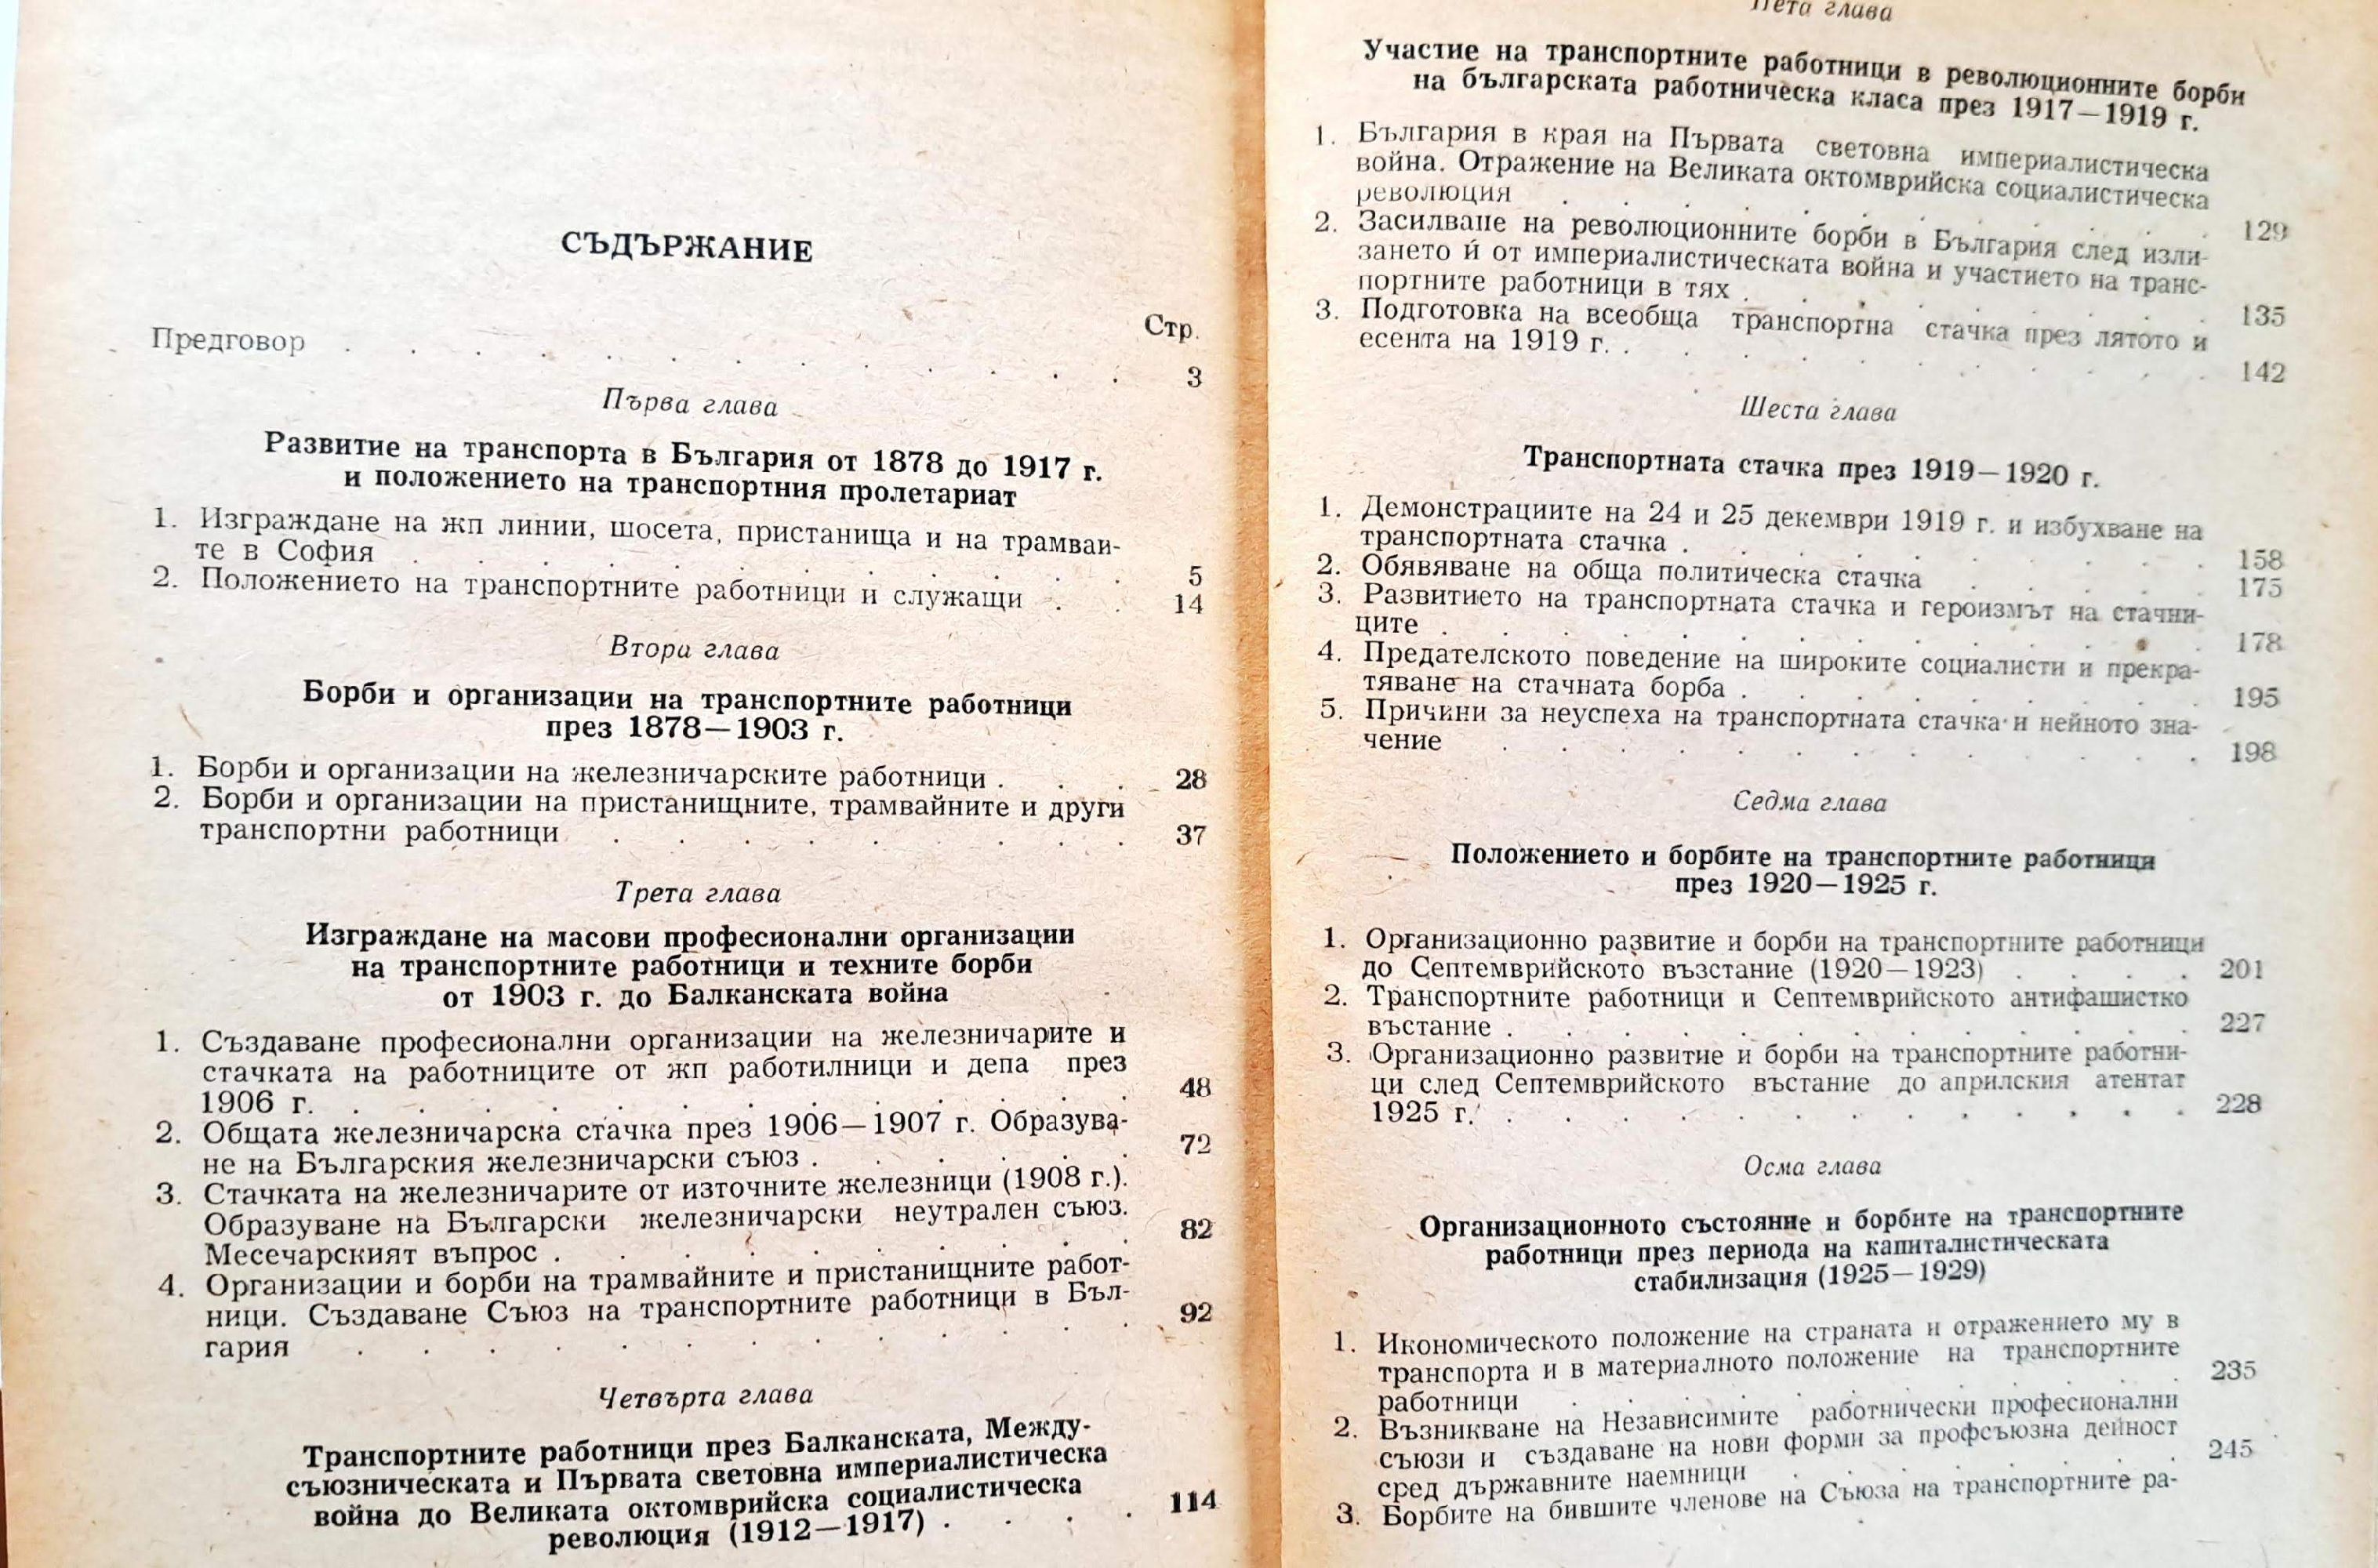 СЪДЪРЖАНИЕ
Стр.
Предговор . . . . . . . . . . . . 3
Първа глава
Развитие на транспорта в България от 1878 до 1917 г.
и положението на транспортния пролетариат
1. Изграждане на жп линии, шосета, пристанища и на трамваи-
те в София . . . . . . . . . . . 5
2. Положението на транспортните работници и служащи . . 14
Втора глава
Борби и организации на транспортните работници
през 1878—1903 г.
1. Борби и организации на железничарските работници . . . 28
2. Борби и организации на пристанищните, трамвайните и други
транспортни работници . . . . . . . . . 37
Трета глава
Изграждане на масови професионални организации
на транспортните работници и техните борби
от 1903 г. до Балканската война
1. Създаване професионални организации на железничарите и
стачката на работниците от жп работилници и депа през
1906 г. . . . . . . . . . . . . . 48
2. Общата железничарска стачка през 1906—1907 г. Образува-
не на Българския железничарски съюз . . . . . . 72
3. Стачката на железничарите от източните железници (1908 г.).
Образуване на Български железничарски неутрален съюз.
Месечарският въпрос . . . . . . . . . . 82
4. Организации и борби на трамвайните и пристанищните работ-
ници. Създаване Съюз на транспортните работници в Бъл-
гария . . . . . . . . . . . . . 92
Четвърта глава
Транспортните работници през Балканската, Между-
съюзническата и Първата световна империалистическа
война до Великата октомврийска социалистическа
революция (1912—1917) . . . . 114
Пета глава
Участие на транспортните работници в революционните борби
на българската работническа класа през 1917—1919 г.
1. България в края на Първата световна империалистическа
война. Отражение на Великата октомврийска социалистическа
революция . . . . . . . . . . . . 129
2. Засилване на революционните борби в България след изли-
зането ѝ от империалистическата война и участието на транс-
портните работници в тях . . . . . . . . . 135
3. Подготовка на всеобща транспортна стачка през лятото и
есента на 1919 г. . . . . . . . . . . . 142
Шеста глава
Транспортната стачка през 1919—1920 г.
1. Демонстрациите на 24 и 25 декември 1919 г. и избухване на
транспортната стачка . . . . . . . . . . 158
2. Обявяване на обща политическа стачка . . . . . 175
3. Развитието на транспортната стачка и героизмът на стачни-
ците . . . . . . . . . . . . . . 178
4. Предателското поведение на широките социалисти и прекра-
тяване на стачната борба . . . . . . . . . 195
5. Причини за неуспеха на транспортната стачка и нейното зна-
чение . . . . . . . . . . . . . 198
Седма глава
Положението и борбите на транспортните работници
през 1920—1925 г.
1. Организационно развитие и борби на транспортните работници
до Септемврийското възстание (1920—1923) . . . . 201
2. Транспортните работници и Септемврийското антифашистко
въстание . . . . . . . . . . . . . 227
3. Организационно развитие и борби на транспортните работни-
ци след Септемврийското въстание до априлския атентат
1925 г. . . . . . . . . . . . . . 228
Осма глава
Организационното състояние и борбите на транспортните
работници през периода на капиталистическата
стабилизация (1925—1929)
1. Икономическото положение на страната и отражението му в
транспорта и в материалното положение на транспортните
работници . . . . . . . . . . . . 235
2. Възникване на Независимите работнически професионални
съюзи и създаване на нови форми за профсъюзна дейност
сред държавните наемници . . . . . . . . . 245
3. Борбите на бившите членове на Съюза на транспортните ра-